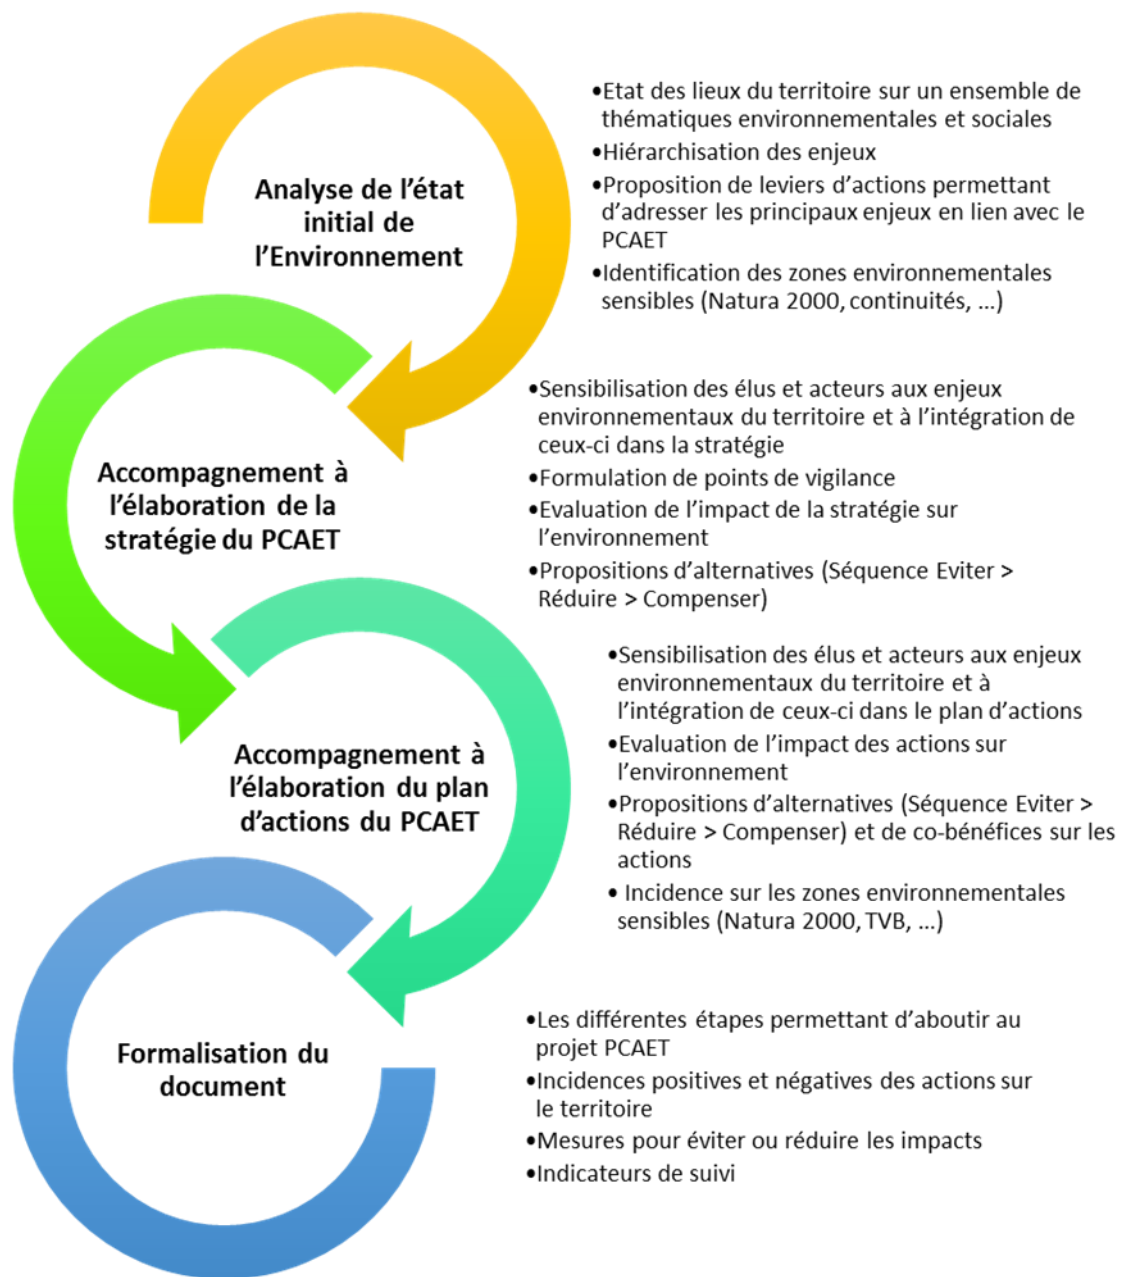 Analyse de l’état
initial de
l’Environnement
•Etat des lieux du territoire sur un ensemble de
thématiques environnementales et sociales
•Hiérarchisation des enjeux
•Proposition de leviers d’actions permettant
d’adresser les principaux enjeux en lien avec le
PCAET
•Identification des zones environnementales
sensibles (Natura 2000, continuités, ...)
Accompagnement à
l’élaboration de la
stratégie du PCAET
•Sensibilisation des élus et acteurs aux enjeux
environnementaux du territoire et à l’intégration de
ceux-ci dans la stratégie
•Formulation de points de vigilance
•Evaluation de l’impact de la stratégie sur
l’environnement
•Propositions d’alternatives (Séquence Eviter >
Réduire > Compenser)
Accompagnement à
l’élaboration du plan
d’actions du PCAET
•Sensibilisation des élus et acteurs aux enjeux
environnementaux du territoire et à
l’intégration de ceux-ci dans le plan d’actions
•Evaluation de l’impact des actions sur
l’environnement
•Propositions d’alternatives (Séquence Eviter >
Réduire > Compenser) et de co-bénéfices sur les
actions
• Incidence sur les zones environnementales
sensibles (Natura 2000, TVB, ...)
Formalisation du
document
•Les différentes étapes permettant d’aboutir au
projet PCAET
•Incidences positives et négatives des actions sur
le territoire
•Mesures pour éviter ou réduire les impacts
•Indicateurs de suivi